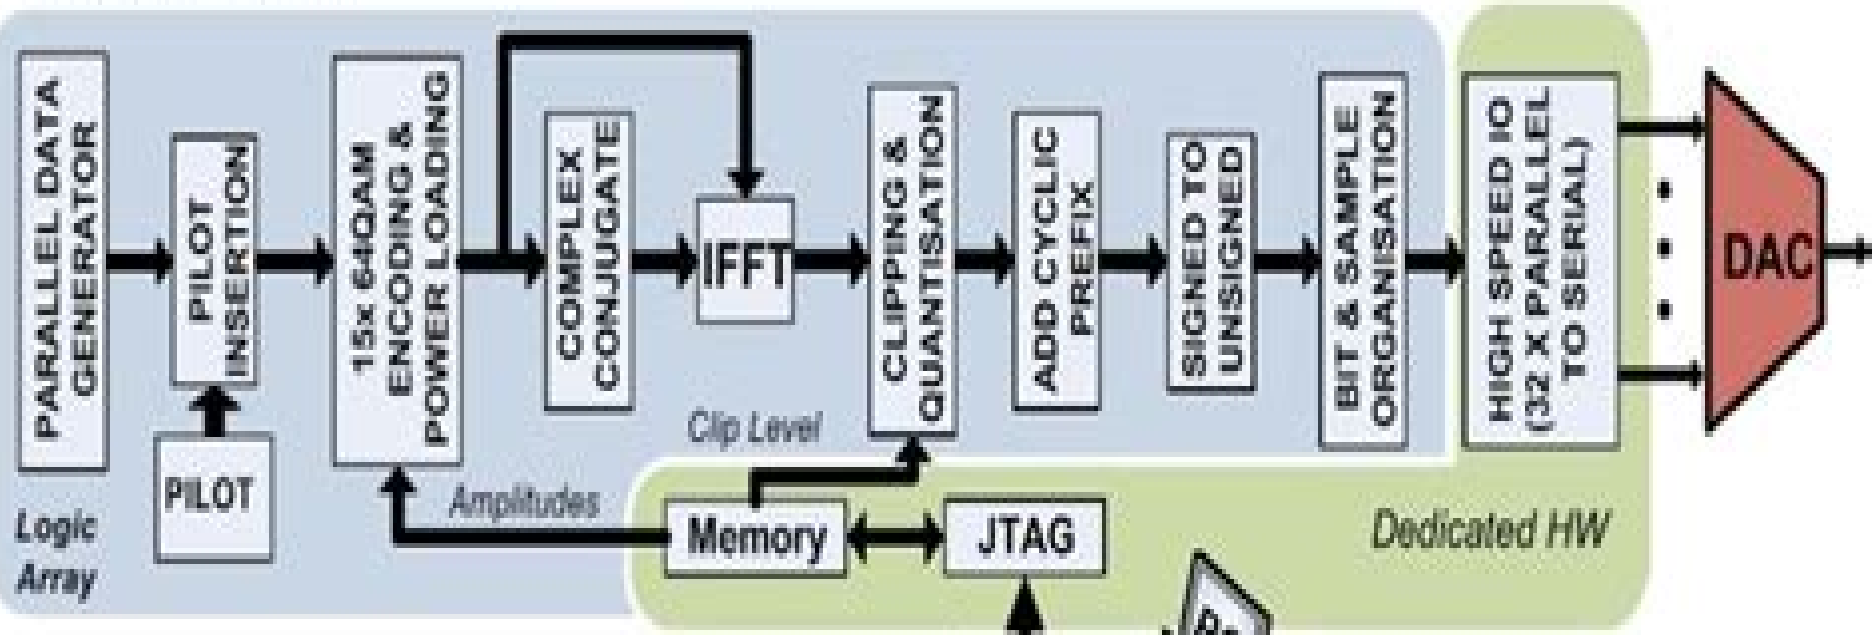 PARALLEL DATA
GENERATOR
PILOT
INSERTION
PILOT
15x 64QAM
ENCODING &
POWER LOADING
COMPLEX
CONJUGATE
IFFT
CLIPPING &
QUANTISATION
ADD CYCLIC
PREFIX
SIGNED TO
UNSIGNED
BIT & SAMPLE
ORGANISATION
HIGH SPEED IO
(32 X PARALLEL
TO SERIAL)
DAC
Clip Level
Amplitudes
Memory
JTAG
Dedicated HW
Logic
Array